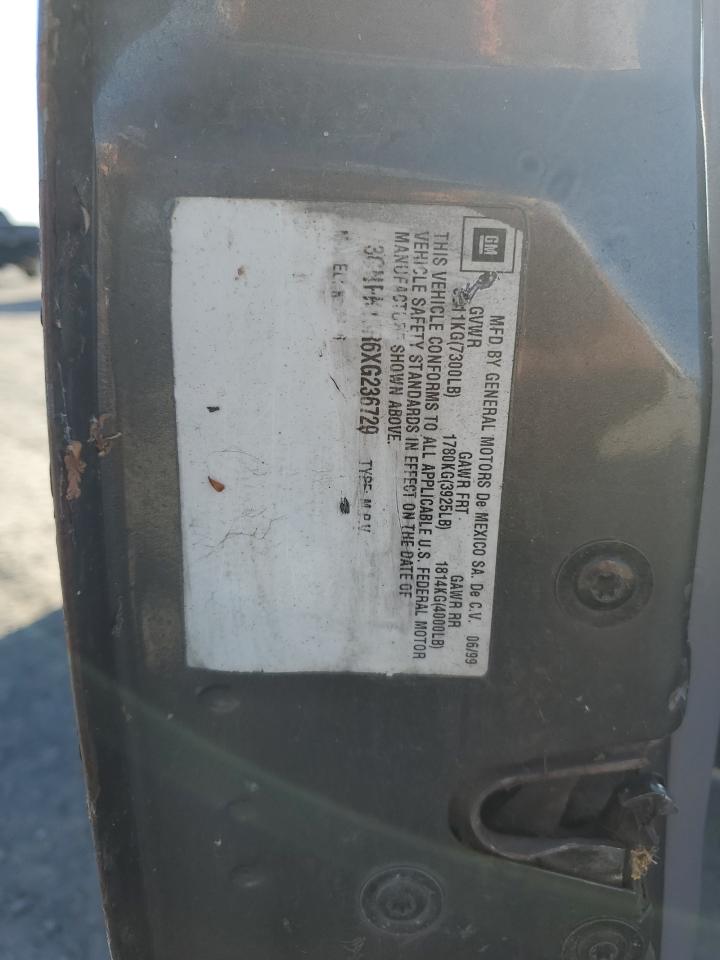 GM
MFD BY GENERAL MOTORS De MEXICO SA. De C.V. 06/99
GVWR GAWR FRT GAWR RR
11KG(7300LB) 1780KG(3925LB) 1814KG(4000LB)
THIS VEHICLE CONFORMS TO ALL APPLICABLE U.S. FEDERAL MOTOR
VEHICLE SAFETY STANDARDS IN EFFECT ON THE DATE OF
MANUFACTURE SHOWN ABOVE.
R6XG236729 TYPE: M.P.V.